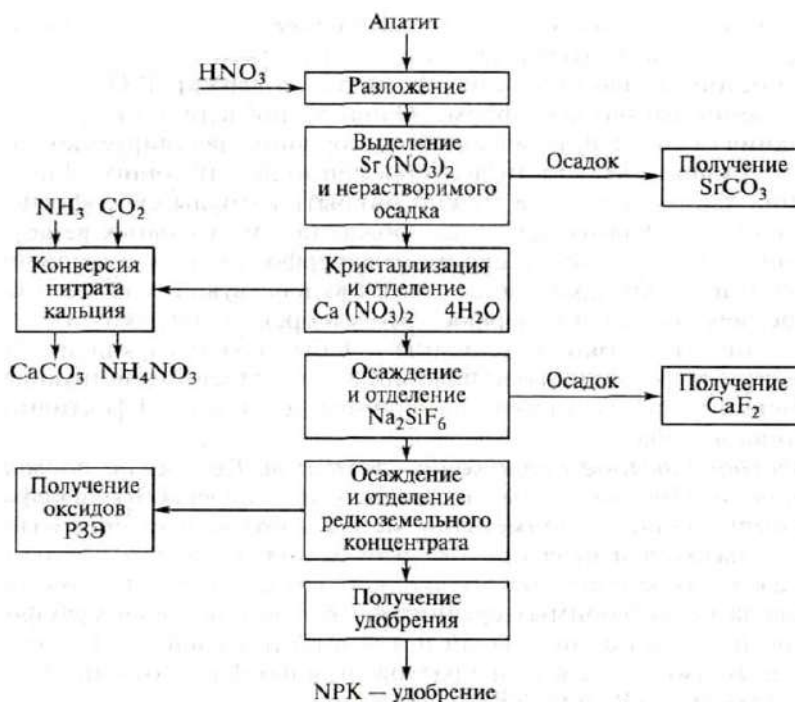 Апатит
HNO₃
Разложение
Выделение
Sr (NO₃)₂
и нерастворимого
осадка
Осадок
Получение
SrCO₃
NH₃ CO₂
Конверсия
нитрата
кальция
Кристаллизация
и отделение
Ca (NO₃)₂ 4H₂O
CaCO₃ NH₄NO₃
Осаждение
и отделение
Na₂SiF₆
Осадок
Получение
CaF₂
Получение
оксидов
РЗЭ
Осаждение
и отделение
редкоземельного
концентрата
Получение
удобрения
NPK — удобрение